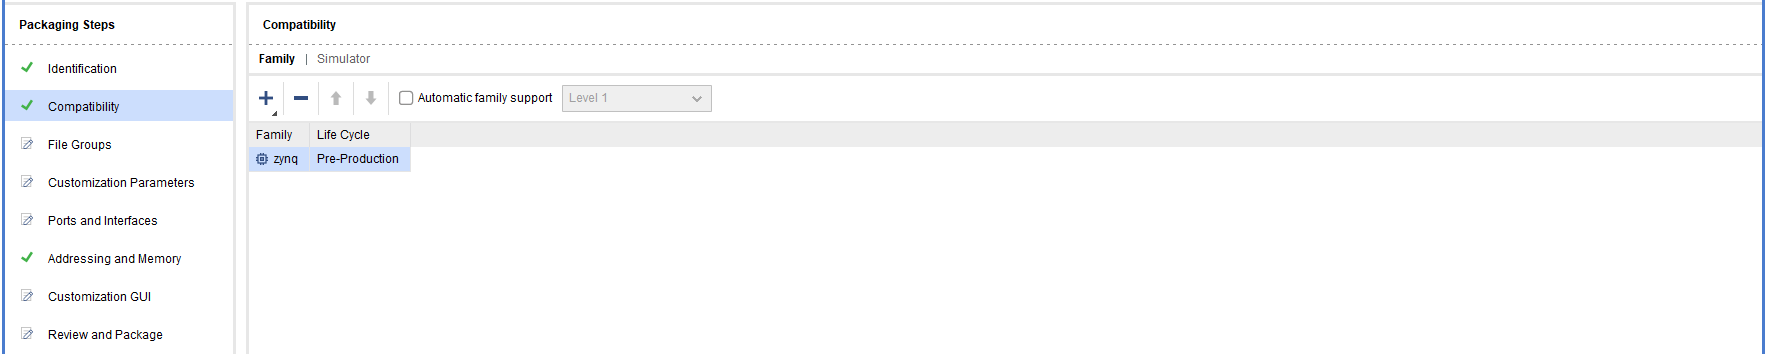 Packaging Steps
Identification
Compatibility
File Groups
Customization Parameters
Ports and Interfaces
Addressing and Memory
Customization GUI
Review and Package
Compatibility
Family | Simulator
Automatic family support Level 1
Family Life Cycle
zynq Pre-Production